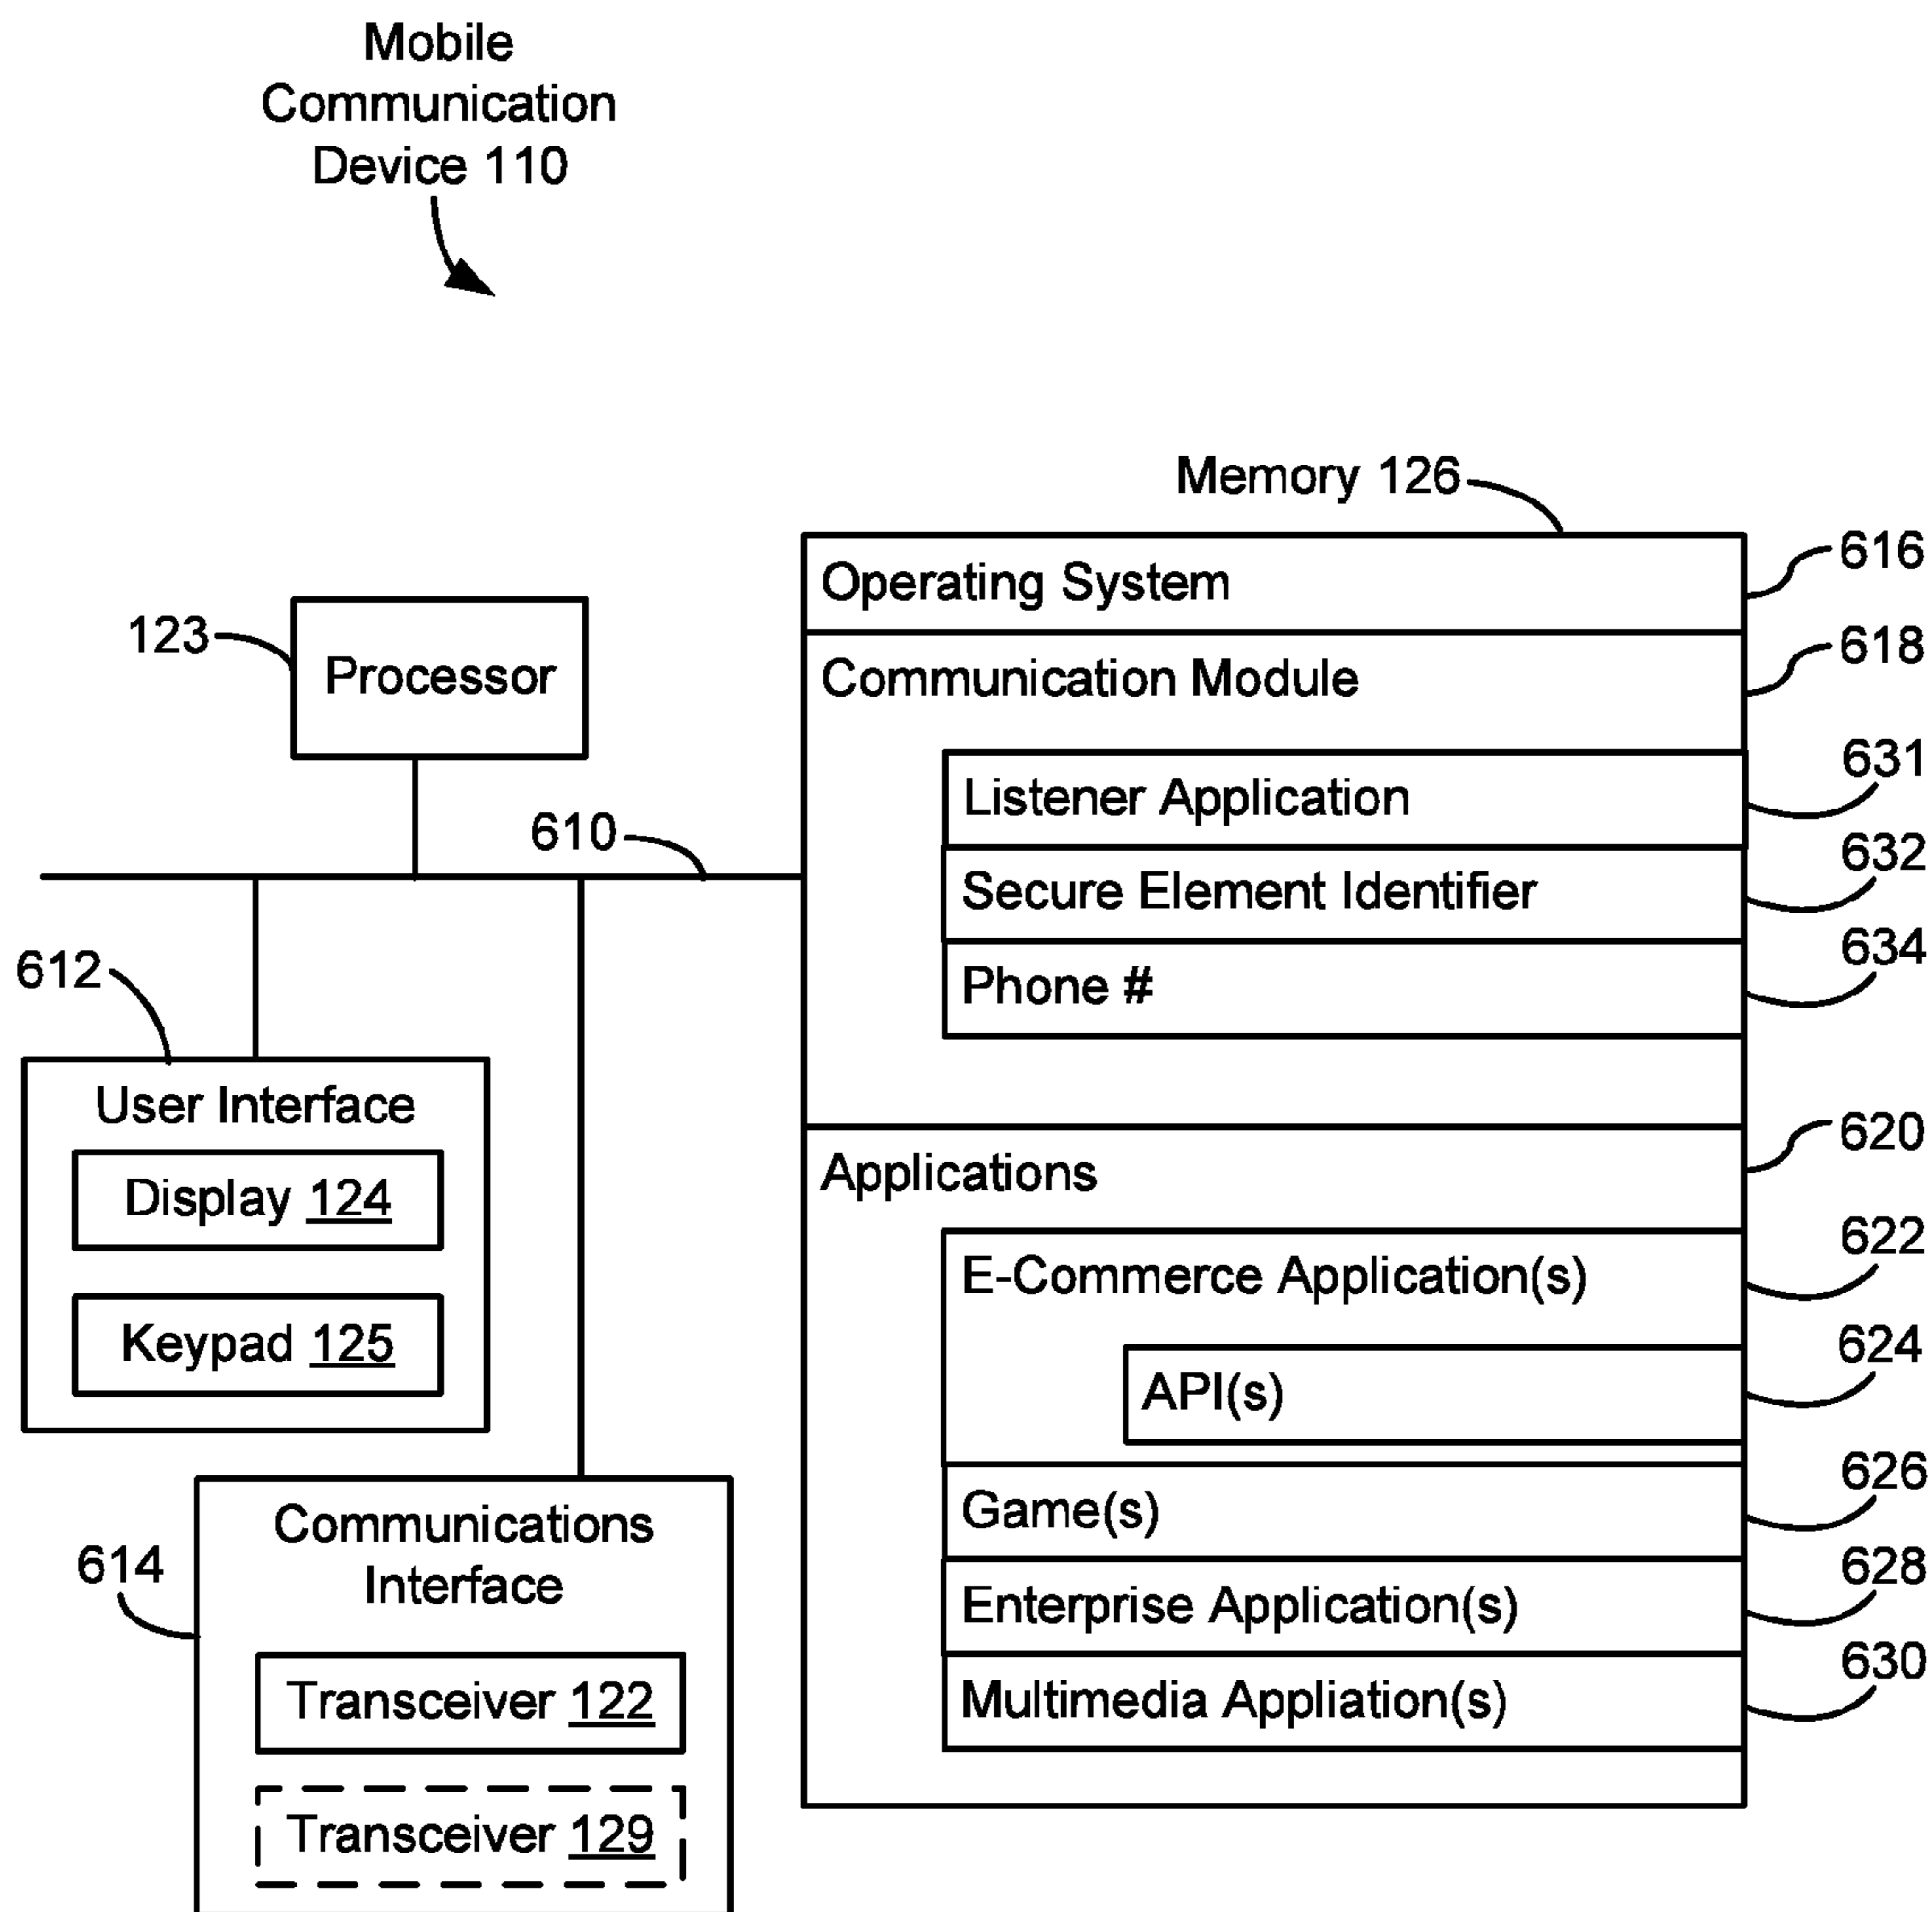 Mobile
Communication
Device 110
Memory 126
Operating System
616
123
Processor
Communication Module
618
Listener Application
631
610
Secure Element Identifier
632
Phone #
634
612
User Interface
Display 124
Keypad 125
Applications
620
E-Commerce Application(s)
622
API(s)
624
Game(s)
626
Enterprise Application(s)
628
Multimedia Appliation(s)
630
614
Communications
Interface
Transceiver 122
Transceiver 129